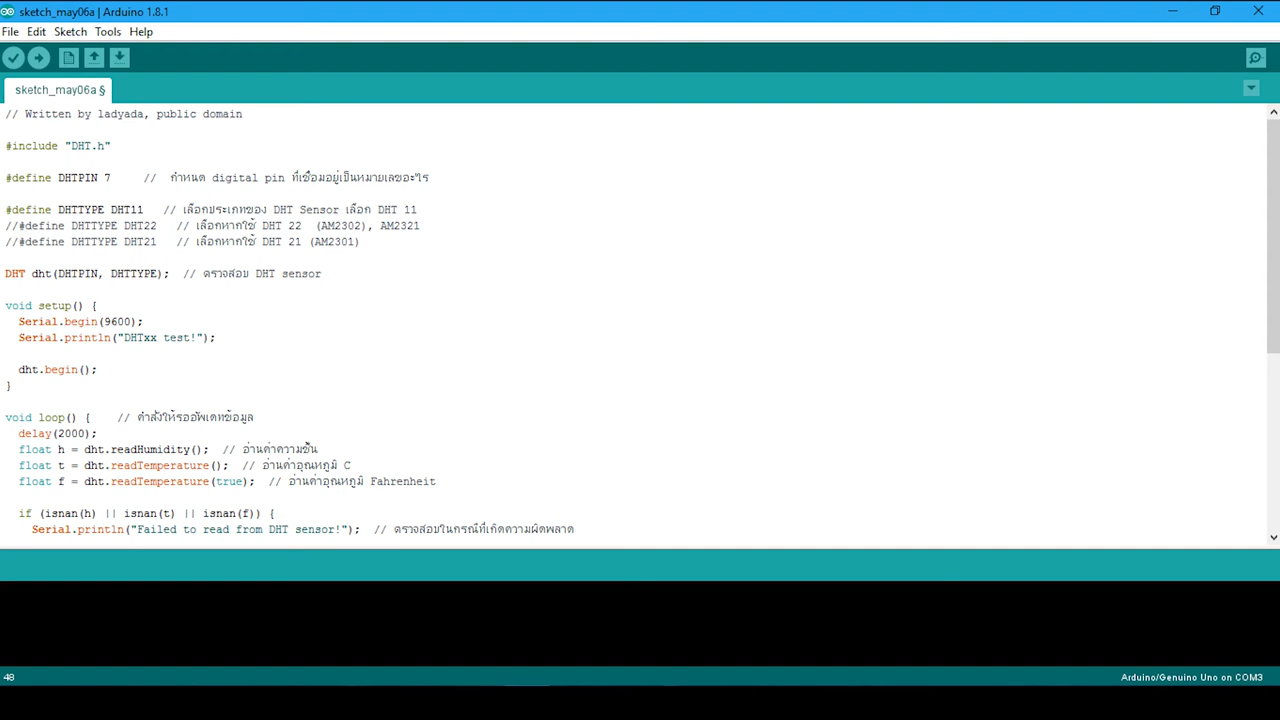 sketch_may06a | Arduino 1.8.1
File Edit Sketch Tools Help
sketch_may06a §
// Written by ladyada, public domain
#include "DHT.h"
#define DHTPIN 7 // กำหนด digital pin ที่เชื่อมอยู่เป็นหมายเลขอะไร
#define DHTTYPE DHT11 // เลือกประเภทของ DHT Sensor เลือก DHT 11
//#define DHTTYPE DHT22 // เลือกหากใช้ DHT 22 (AM2302), AM2321
//#define DHTTYPE DHT21 // เลือกหากใช้ DHT 21 (AM2301)
DHT dht(DHTPIN, DHTTYPE); // ตรวจสอบ DHT sensor
void setup() {
Serial.begin(9600);
Serial.println("DHTxx test!");
dht.begin();
}
void loop() { // คำสั่งให้รออัพเดทข้อมูล
delay(2000);
float h = dht.readHumidity(); // อ่านค่าความชื้น
float t = dht.readTemperature(); // อ่านค่าอุณหภูมิ C
float f = dht.readTemperature(true); // อ่านค่าอุณหภูมิ Fahrenheit
if (isnan(h) || isnan(t) || isnan(f)) {
Serial.println("Failed to read from DHT sensor!"); // ตรวจสอบในกรณีที่เกิดความผิดพลาด
48
Arduino/Genuino Uno on COM3